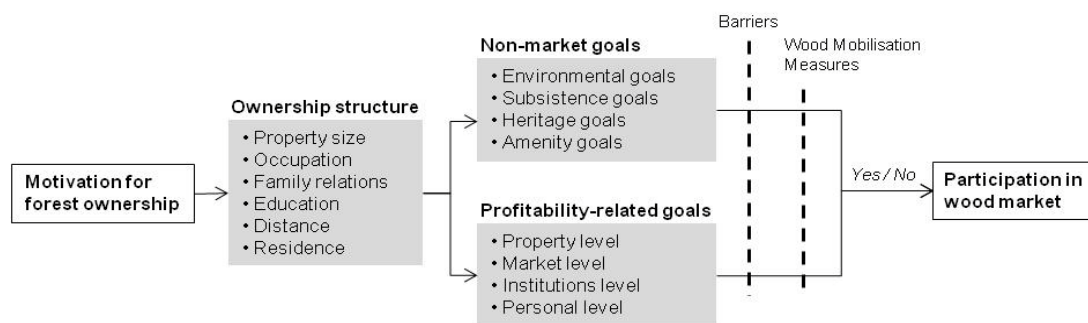 Motivation for
forest ownership
Ownership structure
• Property size
• Occupation
• Family relations
• Education
• Distance
• Residence
Non-market goals
• Environmental goals
• Subsistence goals
• Heritage goals
• Amenity goals
Profitability-related goals
• Property level
• Market level
• Institutions level
• Personal level
Barriers
Wood Mobilisation
Measures
Yes / No
Participation in
wood market